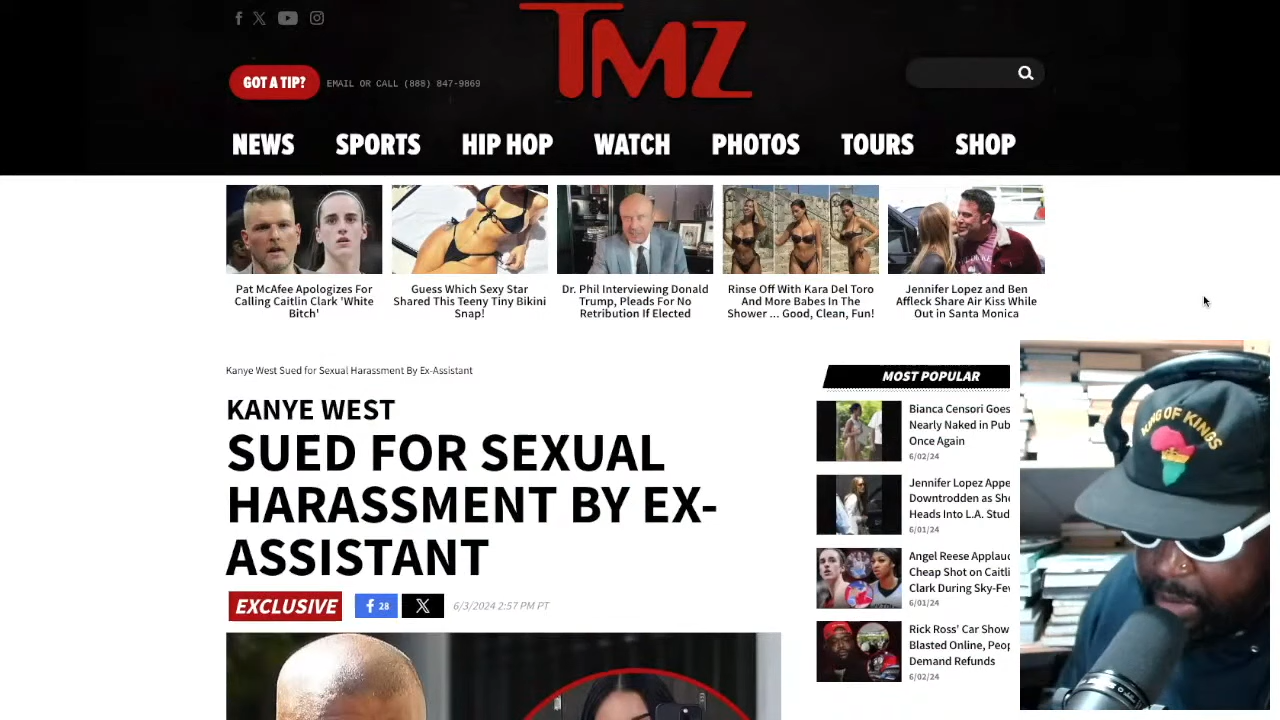 TMZ
GOT A TIP?
EMAIL OR CALL (888) 847-9869
NEWS
SPORTS
HIP HOP
WATCH
PHOTOS
TOURS
SHOP
Pat McAfee Apologizes For
Calling Caitlin Clark 'White
Bitch'
Guess Which Sexy Star
Shared This Teeny Tiny Bikini
Snap!
Dr. Phil Interviewing Donald
Trump, Pleads For No
Retribution If Elected
Rinse Off With Kara Del Toro
And More Babes In The
Shower ... Good, Clean, Fun!
Jennifer Lopez and Ben
Affleck Share Air Kiss While
Out in Santa Monica
Kanye West Sued for Sexual Harassment By Ex-Assistant
KANYE WEST
SUED FOR SEXUAL
HARASSMENT BY EX-
ASSISTANT
EXCLUSIVE
28
6/3/2024 2:57 PM PT
MOST POPULAR
Bianca Censori Goes
Nearly Naked in Pub
Once Again
6/02/24
Jennifer Lopez Appe
Downtrodden as She
Heads Into L.A. Stud
6/01/24
Angel Reese Applauc
Cheap Shot on Caitli
Clark During Sky-Fev
6/01/24
Rick Ross' Car Show
Blasted Online, Peop
Demand Refunds
6/02/24
KING OF KINGS